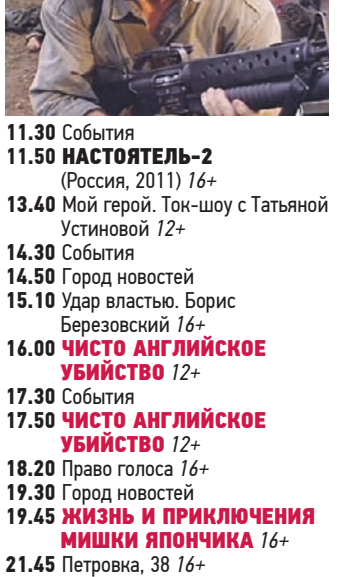 11.30 События
11.50 НАСТОЯТЕЛЬ-2
(Россия, 2011) 16+
13.40 Мой герой. Ток-шоу с Татьяной
Устиновой 12+
14.30 События
14.50 Город новостей
15.10 Удар властью. Борис
Березовский 16+
16.00 ЧИСТО АНГЛИЙСКОЕ
УБИЙСТВО 12+
17.30 События
17.50 ЧИСТО АНГЛИЙСКОЕ
УБИЙСТВО 12+
18.20 Право голоса 16+
19.30 Город новостей
19.45 ЖИЗНЬ И ПРИКЛЮЧЕНИЯ
МИШКИ ЯПОНЧИКА 16+
21.45 Петровка, 38 16+